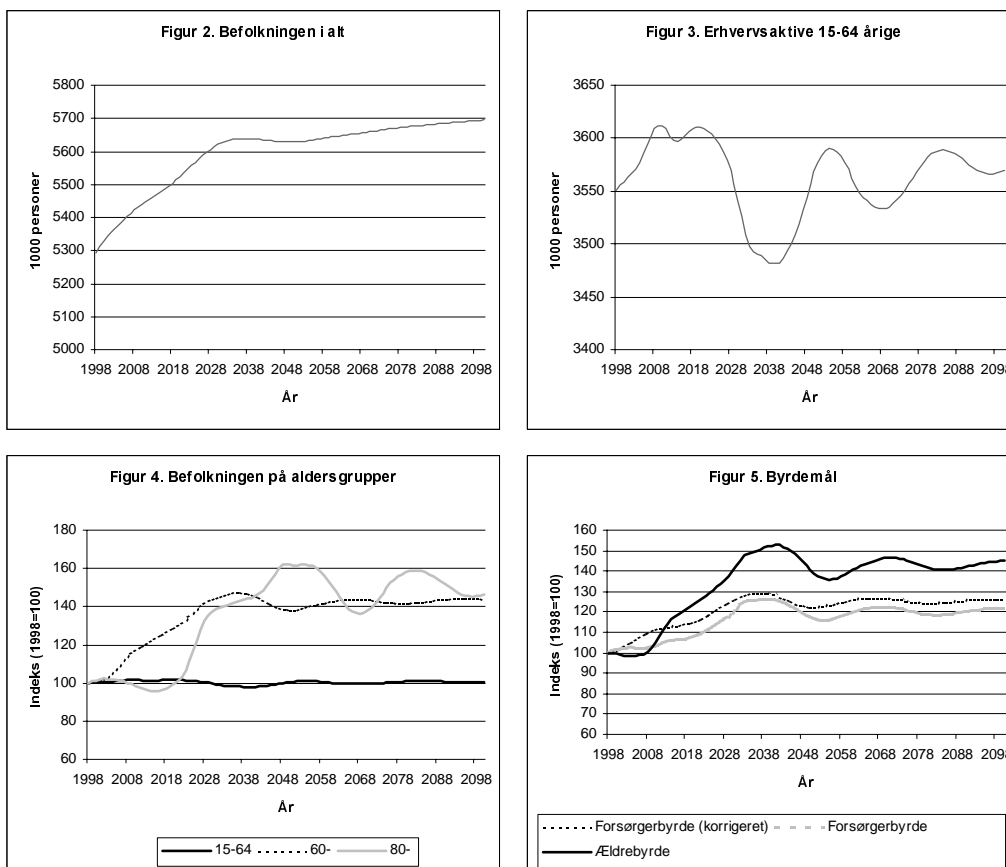 Figur 2. Befolkningen i alt
5800
5700
5600
5500
5400
5300
5200
5100
5000
1000 personer
1998 2008 2018 2028 2038 2048 2058 2068 2078 2088 2098
År
Figur 3. Erhvervsaktive 15-64 årige
3650
3600
3550
3500
3450
3400
1000 personer
1998 2008 2018 2028 2038 2048 2058 2068 2078 2088 2098
År
Figur 4. Befolkningen på aldersgrupper
180
160
140
120
100
80
60
Indeks (1998=100)
1998 2008 2018 2028 2038 2048 2058 2068 2078 2088 2098
År
15-64 60- 80-
Figur 5. Byrdemål
160
150
140
130
120
110
100
90
80
70
60
Indeks (1998=100)
1998 2008 2018 2028 2038 2048 2058 2068 2078 2088 2098
År
Forsørgerbyrde (korrigeret) Forsørgerbyrde
Ældrebyrde